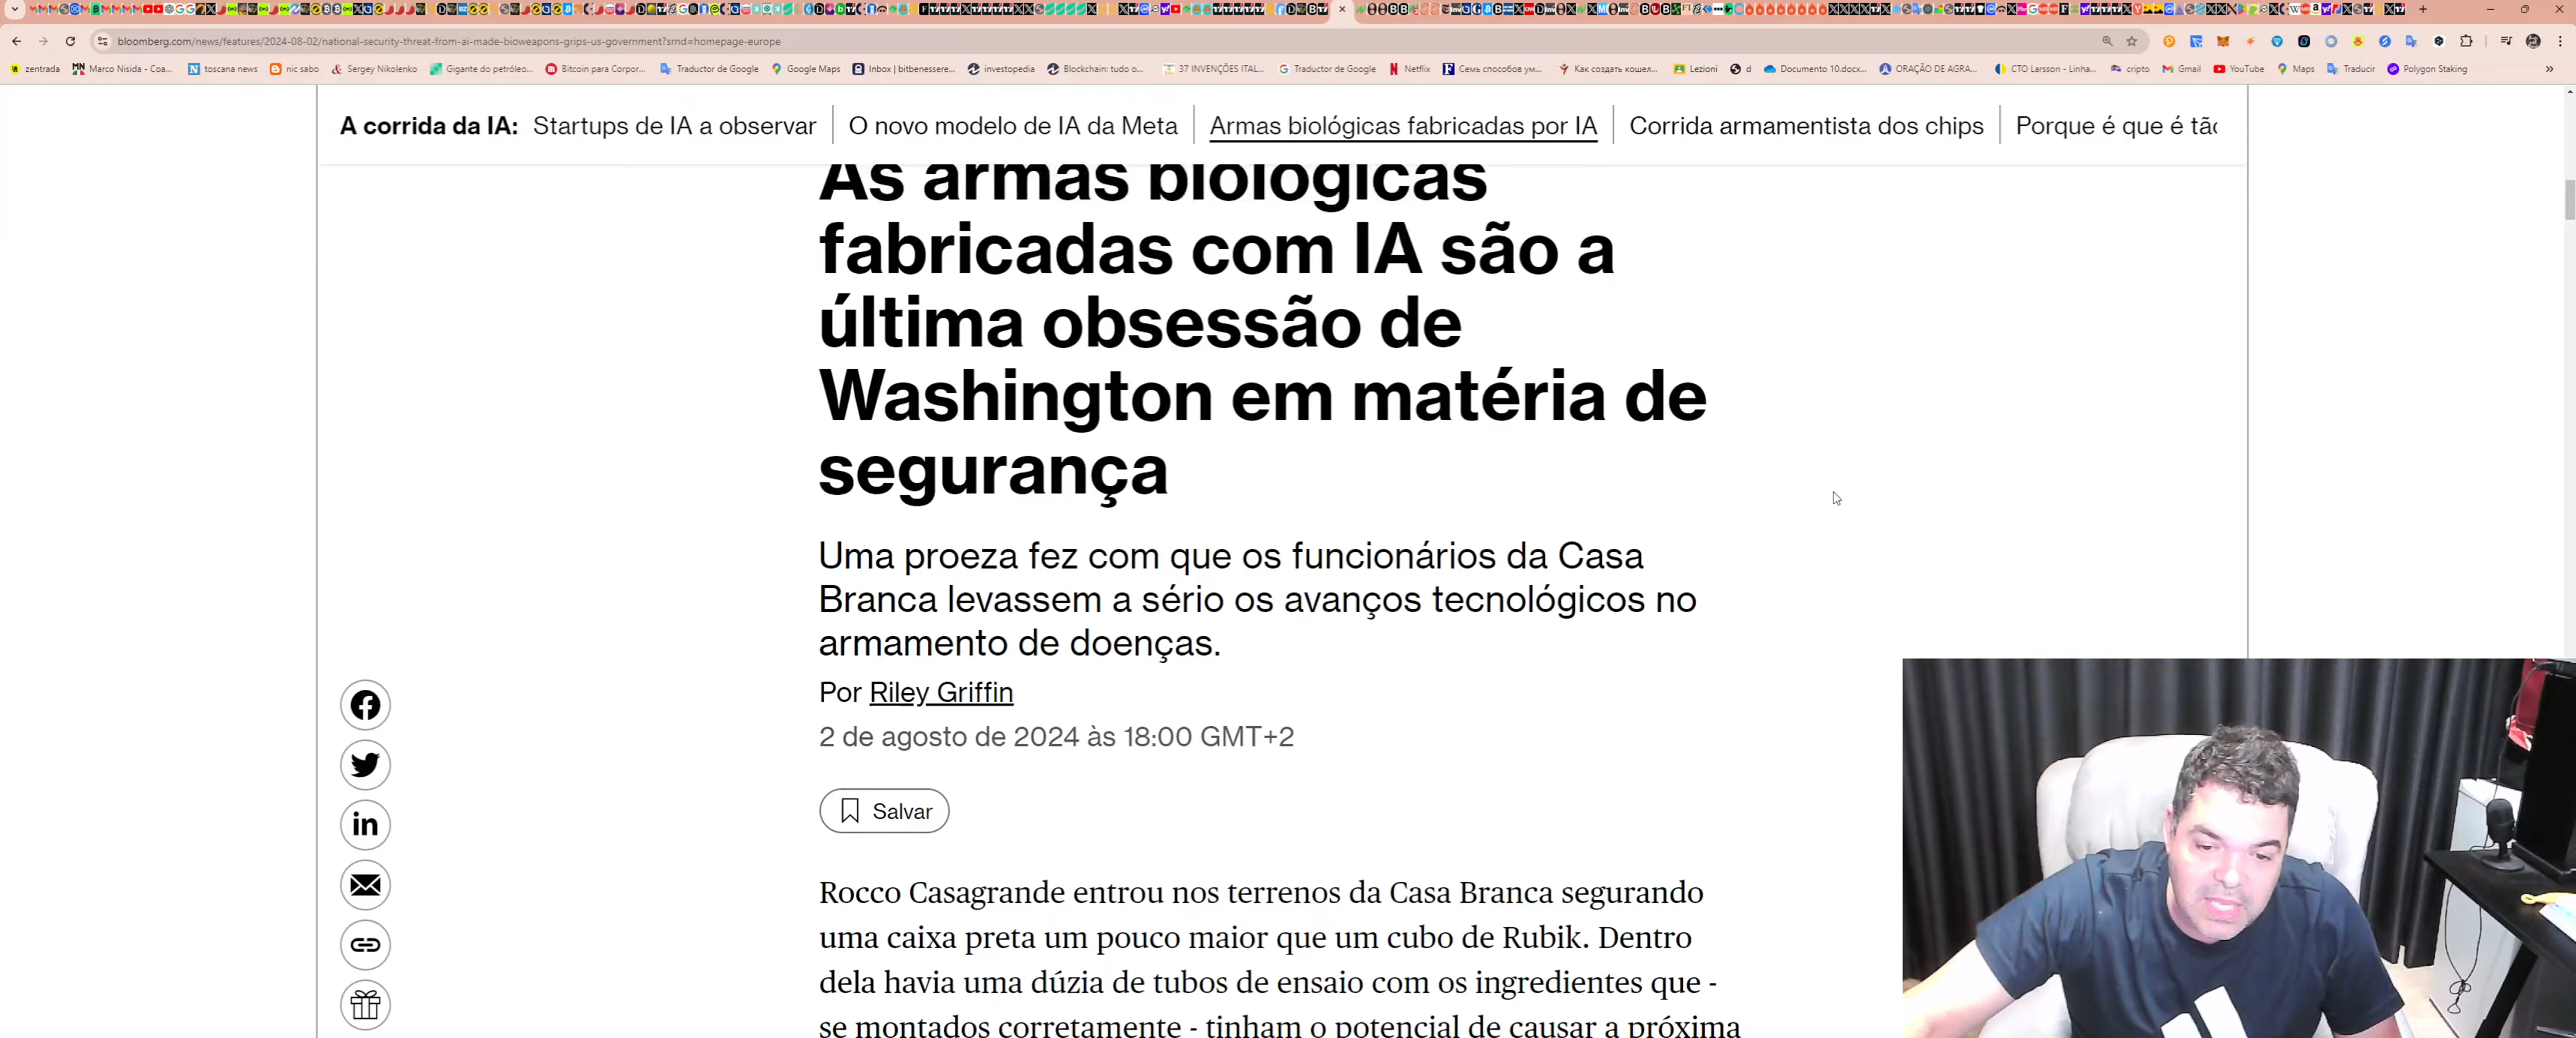 bloomberg.com/news/features/2024-08-02/national-security-threat-from-ai-made-bioweapons-grips-us-government?srnd=homepage-europe
zentrada Marco Nisida - Coa... toscana news nic sabo Sergey Nikolenko Gigante do petróleo... Bitcoin para Corpor... Traductor de Google Google Maps Inbox | bitbenessere... investopedia Blockchain: tudo o... 37 INVENÇÕES ITAL... Traductor de Google Netflix Семь способов ум... Как создать кошел... Lezioni d Documento 10.docx... ORAÇÃO DE AGRA... CTO Larsson - Linha... cripto Gmail YouTube Maps Traducir Polygon Staking
A corrida da IA: Startups de IA a observar O novo modelo de IA da Meta Armas biológicas fabricadas por IA Corrida armamentista dos chips Porque é que é tão
As armas biológicas
fabricadas com IA são a
última obsessão de
Washington em matéria de
segurança
Uma proeza fez com que os funcionários da Casa
Branca levassem a sério os avanços tecnológicos no
armamento de doenças.
Por Riley Griffin
2 de agosto de 2024 às 18:00 GMT+2
Salvar
Rocco Casagrande entrou nos terrenos da Casa Branca segurando
uma caixa preta um pouco maior que um cubo de Rubik. Dentro
dela havia uma dúzia de tubos de ensaio com os ingredientes que -
se montados corretamente - tinham o potencial de causar a próxima